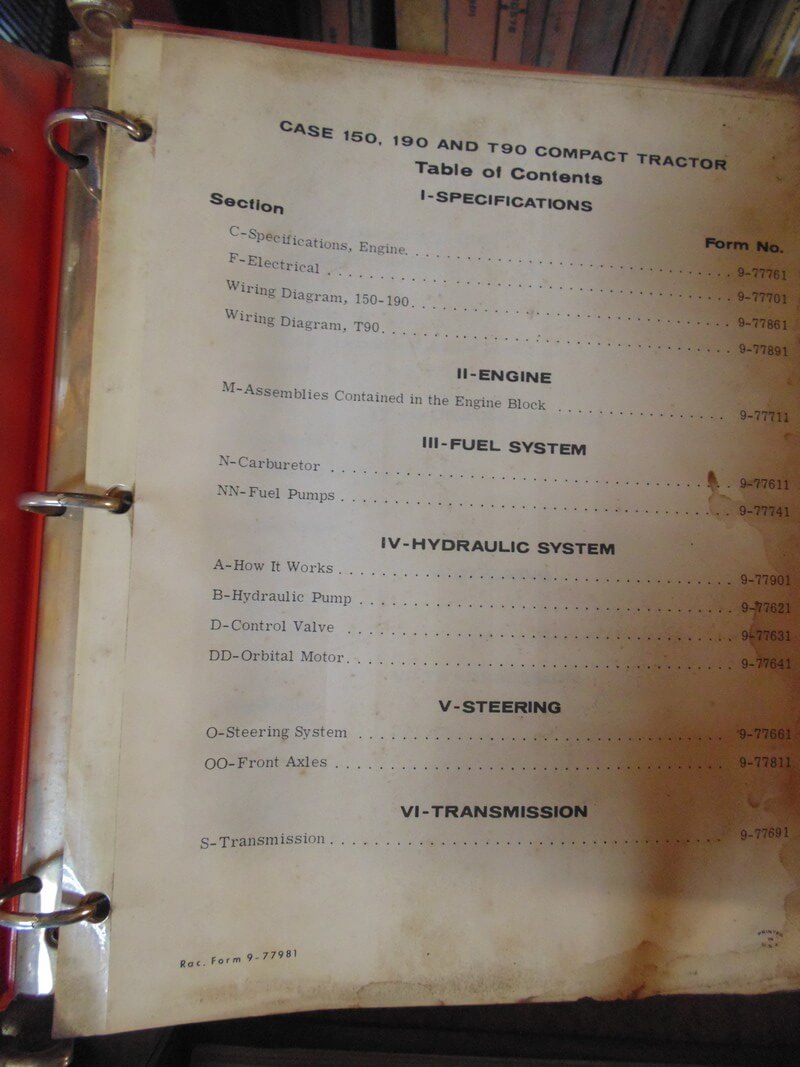 CASE 150, 190 AND T90 COMPACT TRACTOR
Table of Contents
I-SPECIFICATIONS
Section
Form No.
C-Specifications, Engine. . . . . . . . . . . . . . . . . . . . . . . . . . . . 9-77761
F-Electrical . . . . . . . . . . . . . . . . . . . . . . . . . . . . . . . . . . . 9-77701
Wiring Diagram, 150-190. . . . . . . . . . . . . . . . . . . . . . . . . . . 9-77861
Wiring Diagram, T90. . . . . . . . . . . . . . . . . . . . . . . . . . . . . . 9-77891
II-ENGINE
M-Assemblies Contained in the Engine Block . . . . . . . . . . . . . . . 9-77711
III-FUEL SYSTEM
N-Carburetor . . . . . . . . . . . . . . . . . . . . . . . . . . . . . . . . . . 9-77611
NN-Fuel Pumps . . . . . . . . . . . . . . . . . . . . . . . . . . . . . . . . . 9-77741
IV-HYDRAULIC SYSTEM
A-How It Works . . . . . . . . . . . . . . . . . . . . . . . . . . . . . . . . . 9-77901
B-Hydraulic Pump . . . . . . . . . . . . . . . . . . . . . . . . . . . . . . . 9-77621
D-Control Valve . . . . . . . . . . . . . . . . . . . . . . . . . . . . . . . . 9-77631
DD-Orbital Motor. . . . . . . . . . . . . . . . . . . . . . . . . . . . . . . . 9-77641
V-STEERING
O-Steering System . . . . . . . . . . . . . . . . . . . . . . . . . . . . . . . 9-77661
OO-Front Axles . . . . . . . . . . . . . . . . . . . . . . . . . . . . . . . . . 9-77811
VI-TRANSMISSION
S-Transmission . . . . . . . . . . . . . . . . . . . . . . . . . . . . . . . . . 9-77691
Rac. Form 9-77981
PRINTED
IN
U.S.A.